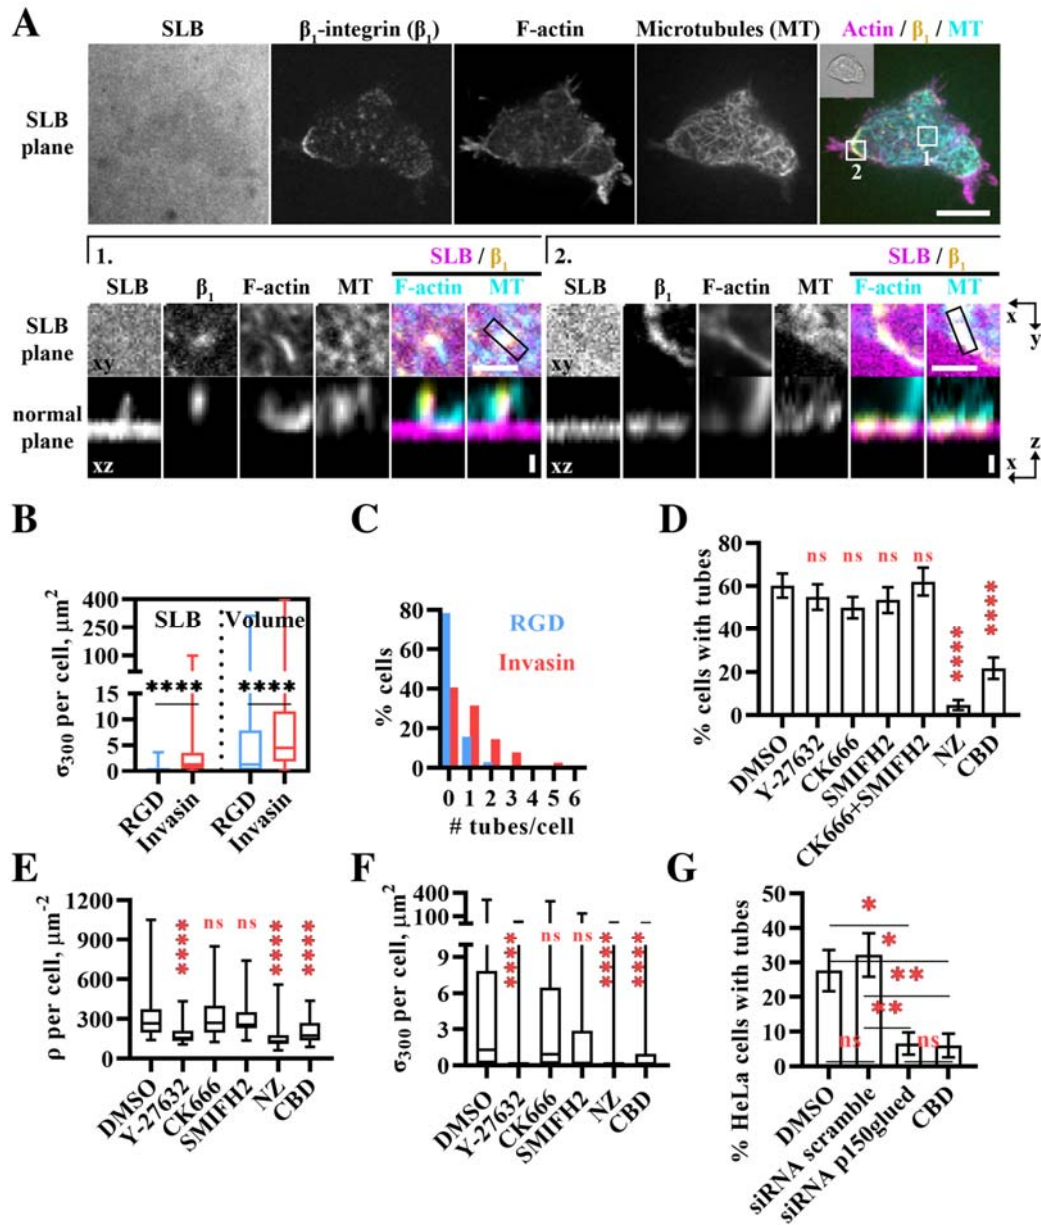 A
SLB β₁-integrin (β₁) F-actin Microtubules (MT) Actin / β₁ / MT
SLB
plane
1
2
1. 2.
SLB / β₁ SLB / β₁
SLB β₁ F-actin MT F-actin MT SLB β₁ F-actin MT F-actin MT
SLB
plane
xy xy
x
y
normal
plane
xz xz
z
x
B
σ₃₀₀ per cell, μm²
400
250
100
15
10
5
0
SLB Volume
**** ****
RGD Invasin RGD Invasin
C
% cells
80
60
40
20
0
RGD
Invasin
0 1 2 3 4 5 6
# tubes/cell
D
% cells with tubes
80
60
40
20
0
ns ns ns ns **** ****
DMSO Y-27632 CK666 SMIFH2 CK666+SMIFH2 NZ CBD
E
ρ per cell, μm⁻²
1200
900
600
300
0
**** ns ns **** ****
DMSO Y-27632 CK666 SMIFH2 NZ CBD
F
σ₃₀₀ per cell, μm²
400
100
9
6
3
0
**** ns ns **** ****
DMSO Y-27632 CK666 SMIFH2 NZ CBD
G
% HeLa cells with tubes
50
40
30
20
10
0
*
*
**
**
ns ns
DMSO siRNA scramble siRNA p150glued CBD